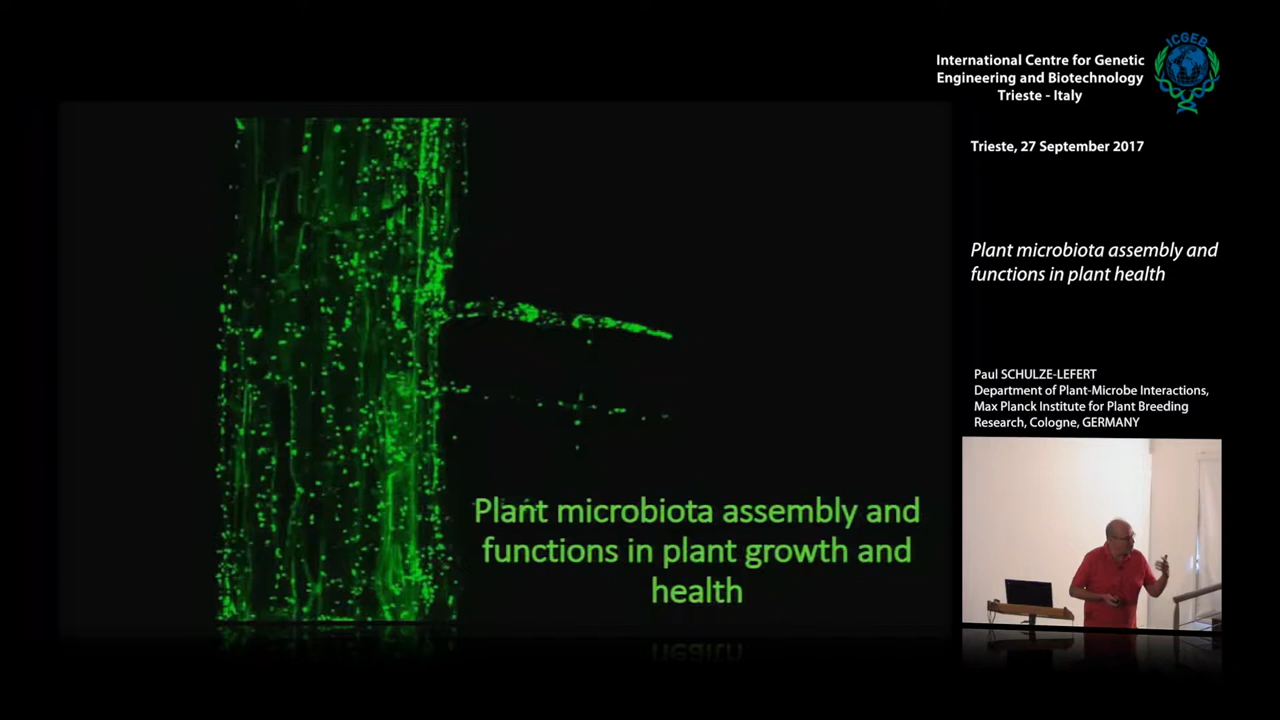 ICGEB
International Centre for Genetic
Engineering and Biotechnology
Trieste - Italy
Trieste, 27 September 2017
Plant microbiota assembly and
functions in plant health
Paul SCHULZE-LEFERT
Department of Plant-Microbe Interactions,
Max Planck Institute for Plant Breeding
Research, Cologne, GERMANY
Plant microbiota assembly and
functions in plant growth and
health